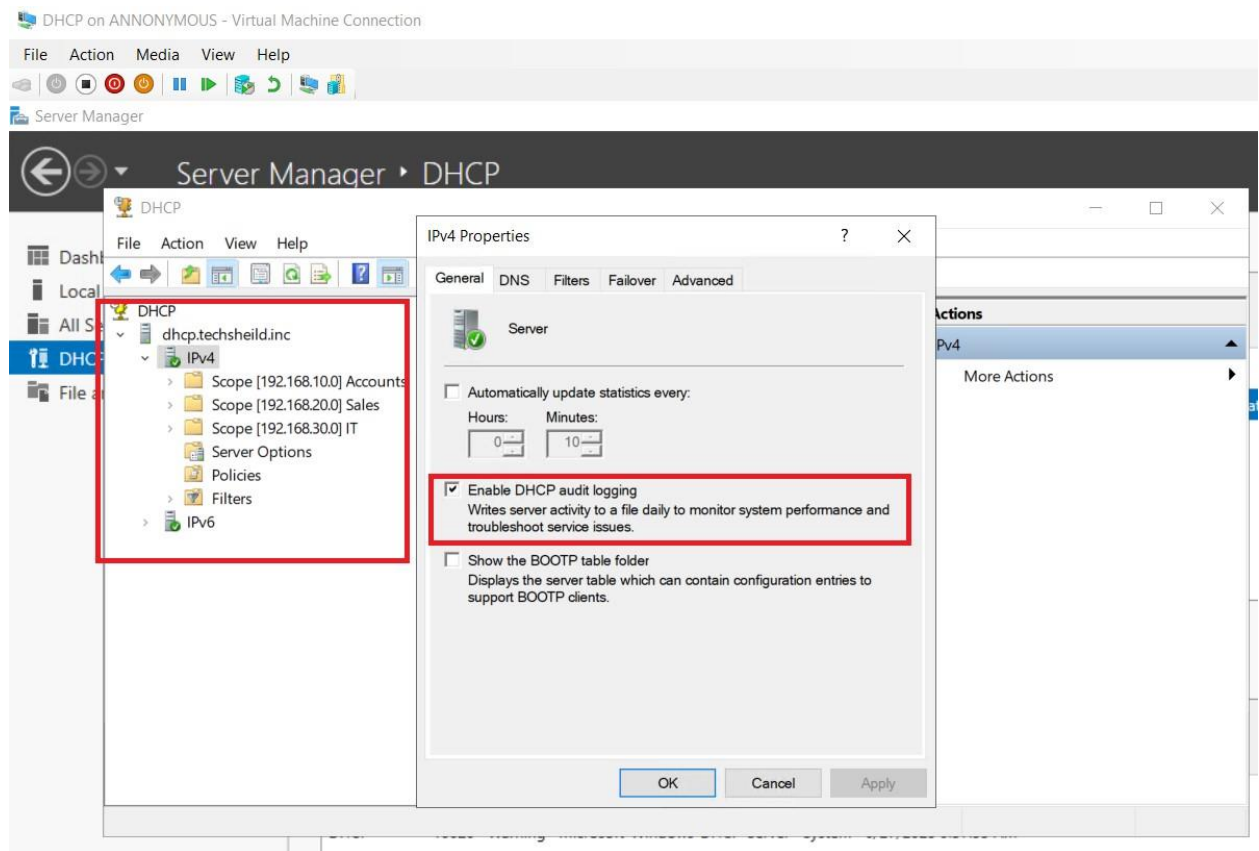 DHCP on ANNONYMOUS - Virtual Machine Connection
File Action Media View Help
Server Manager
Server Manager • DHCP
DHCP
File Action View Help
Dashb
Local
All Se
DHCP
File a
DHCP
dhcp.techsheild.inc
IPv4
Scope [192.168.10.0] Accounts
Scope [192.168.20.0] Sales
Scope [192.168.30.0] IT
Server Options
Policies
Filters
IPv6
IPv4 Properties ?
General DNS Filters Failover Advanced
Server
Automatically update statistics every:
Hours: Minutes:
0 10
Enable DHCP audit logging
Writes server activity to a file daily to monitor system performance and
troubleshoot service issues.
Show the BOOTP table folder
Displays the server table which can contain configuration entries to
support BOOTP clients.
OK Cancel Apply
Actions
Pv4
More Actions